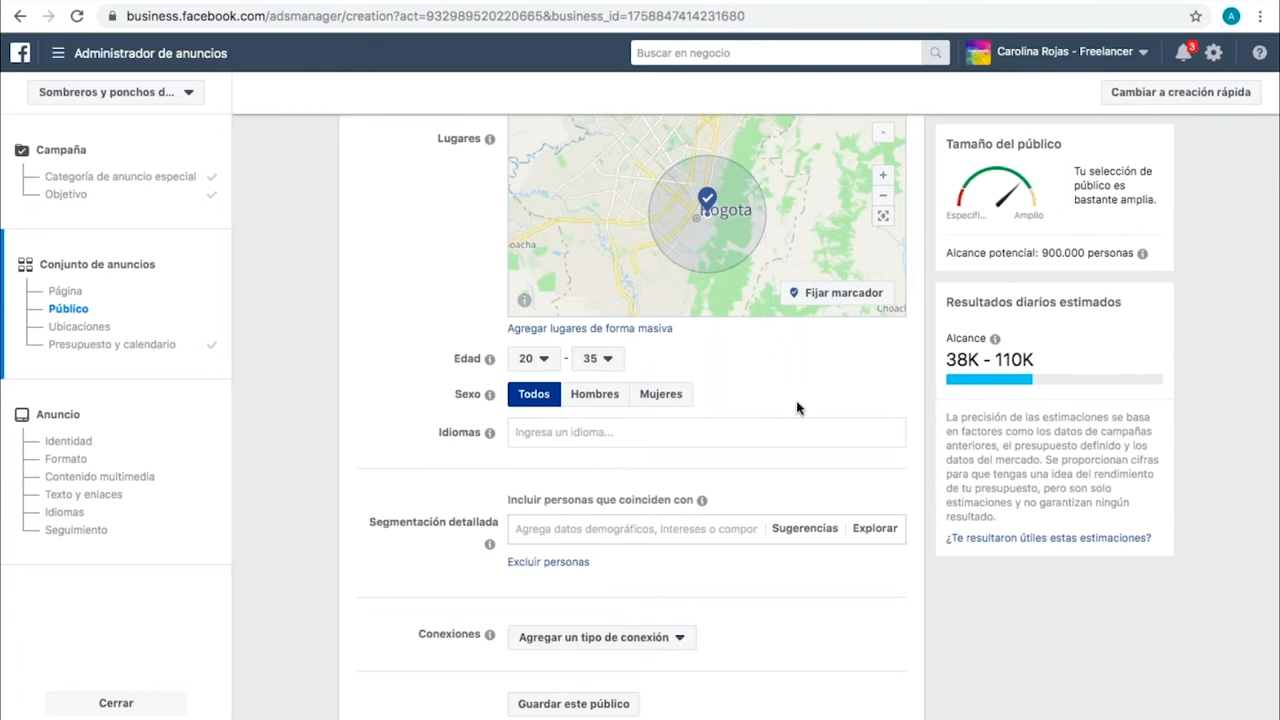 business.facebook.com/adsmanager/creation?act=932989520220665&business_id=1758847414231680
A
Administrador de anuncios
Buscar en negocio
Carolina Rojas - Freelancer
3
Sombreros y ponchos d...
Cambiar a creación rápida
Campaña
Categoría de anuncio especial
Objetivo
Conjunto de anuncios
Página
Público
Ubicaciones
Presupuesto y calendario
Anuncio
Identidad
Formato
Contenido multimedia
Texto y enlaces
Idiomas
Seguimiento
Cerrar
Lugares
Bogota
oacha
Choacl
Fijar marcador
Agregar lugares de forma masiva
Edad
20
-
35
Sexo
Todos
Hombres
Mujeres
Idiomas
Ingresa un idioma...
Incluir personas que coinciden con
Segmentación detallada
Agrega datos demográficos, intereses o compor
Sugerencias
Explorar
Excluir personas
Conexiones
Agregar un tipo de conexión
Guardar este público
Tamaño del público
Específi...
Amplio
Tu selección de
público es
bastante amplia.
Alcance potencial: 900.000 personas
Resultados diarios estimados
Alcance
38K - 110K
La precisión de las estimaciones se basa
en factores como los datos de campañas
anteriores, el presupuesto definido y los
datos del mercado. Se proporcionan cifras
para que tengas una idea del rendimiento
de tu presupuesto, pero son solo
estimaciones y no garantizan ningún
resultado.
¿Te resultaron útiles estas estimaciones?